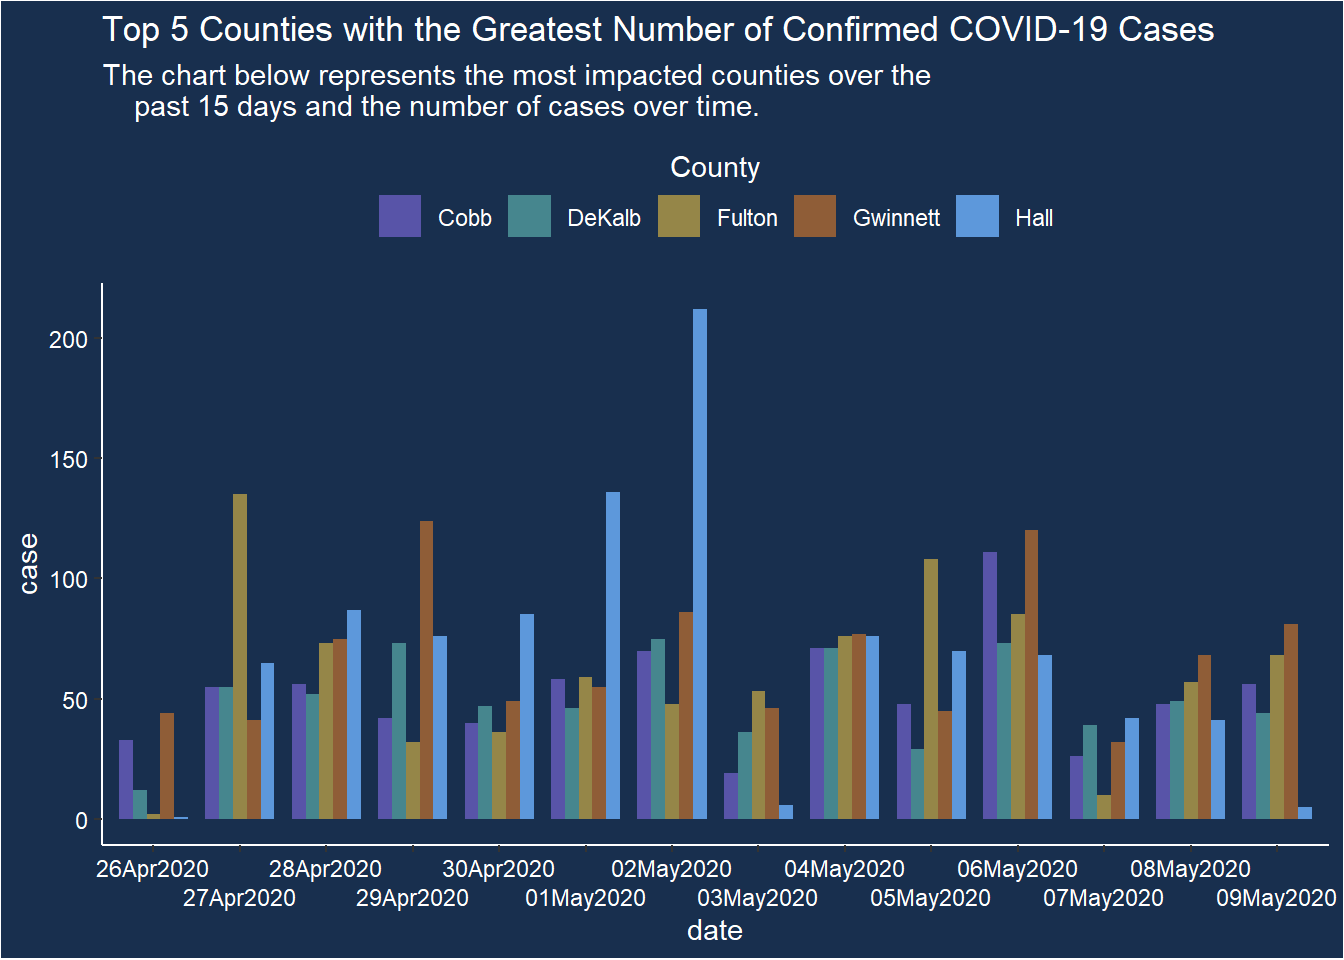 Top 5 Counties with the Greatest Number of Confirmed COVID-19 Cases
The chart below represents the most impacted counties over the
past 15 days and the number of cases over time.
County
Cobb DeKalb Fulton Gwinnett Hall
200
150
100
50
0
case
26Apr2020 28Apr2020 30Apr2020 02May2020 04May2020 06May2020 08May2020
27Apr2020 29Apr2020 01May2020 03May2020 05May2020 07May2020 09May2020
date